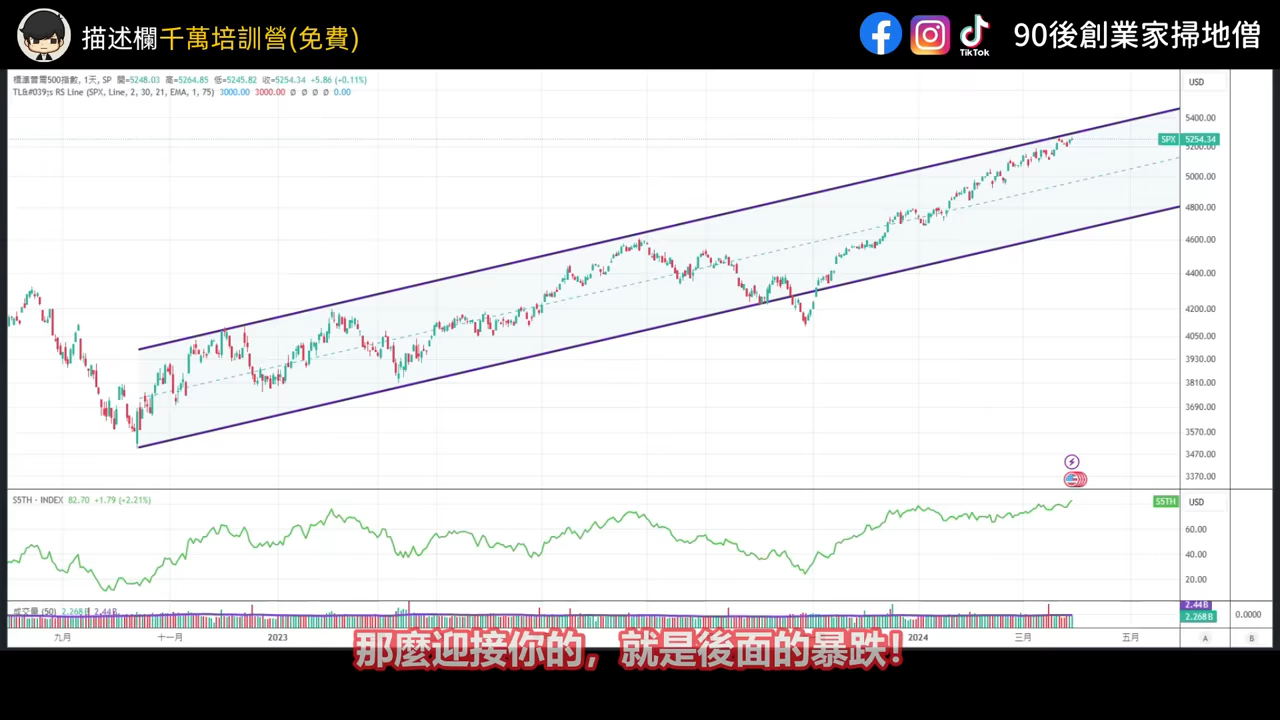 描述欄千萬培訓營(免費)
TikTok
90後創業家掃地僧
標準普爾500指數, 1天, SP 開=5248.03 高=5264.85 低=5245.82 收=5254.34 +5.86 (+0.11%)
TL&#039;s RS Line (SPX, Line, 2, 30, 21, EMA, 1, 75) 3000.00 3000.00 Ø Ø Ø Ø 0.00
USD
5400.00
SPX 5254.34
5200.00
5000.00
4800.00
4600.00
4400.00
4200.00
4050.00
3930.00
3810.00
3690.00
3570.00
3470.00
3370.00
S5TH · INDEX 82.70 +1.79 (+2.21%)
S5TH
USD
60.00
40.00
20.00
成交量 (50) 2.268B 2.44B
2.44B
2.268B
0.0000
九月 十一月 2023 2024 三月 五月 A B
那麼迎接你的，就是後面的暴跌!